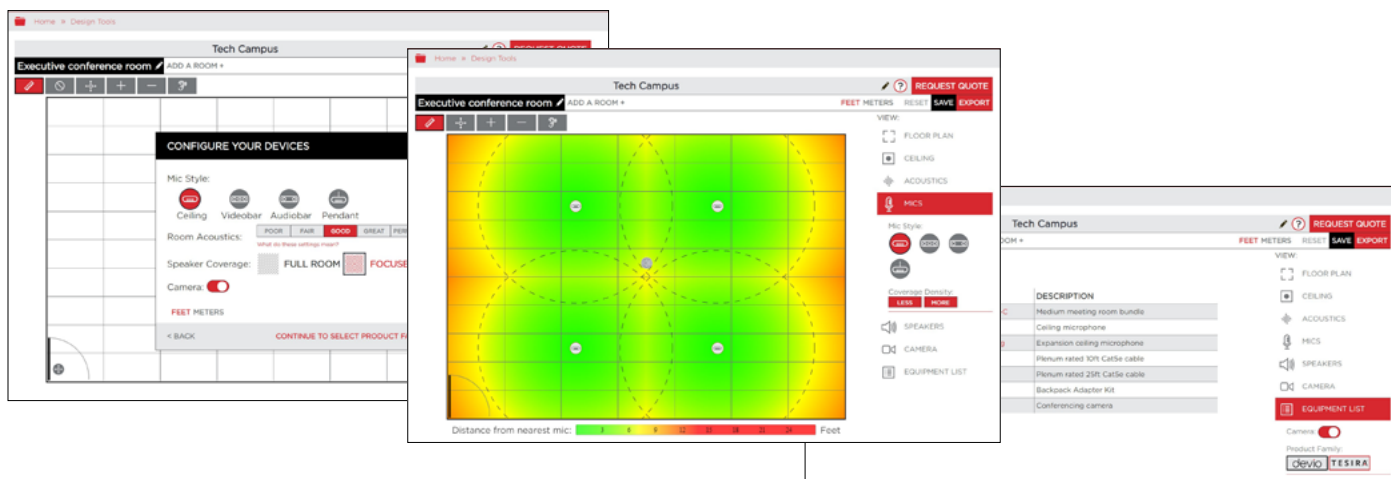 Home » Design Tools
Tech Campus
REQUEST QUOTE
Executive conference room
ADD A ROOM +
CONFIGURE YOUR DEVICES
Mic Style:
Ceiling Videobar Audiobar Pendant
Room Acoustics: POOR FAIR GOOD GREAT
What do these settings mean?
Speaker Coverage: FULL ROOM
Camera:
FEET METERS
< BACK CONTINUE TO SELECT PRODUCT
Home » Design Tools
Tech Campus
? REQUEST QUOTE
Executive conference room ADD A ROOM + FEET METERS RESET SAVE EXPORT
VIEW:
FLOOR PLAN
CEILING
ACOUSTICS
MICS
Mic Style:
Coverage Density:
LESS MORE
SPEAKERS
CAMERA
EQUIPMENT LIST
Distance from nearest mic: 3 6 9 12 15 18 21 24 Feet
Tech Campus
? REQUEST QUOTE
FEET METERS RESET SAVE EXPORT
VIEW:
FLOOR PLAN
CEILING
ACOUSTICS
MICS
SPEAKERS
CAMERA
EQUIPMENT LIST
Camera:
Product Family:
devio TESIRA
DESCRIPTION
Medium meeting room bundle
Ceiling microphone
Expansion ceiling microphone
Plenum rated 10ft Cat5e cable
Plenum rated 25ft Cat5e cable
Backpack Adapter Kit
Conferencing camera